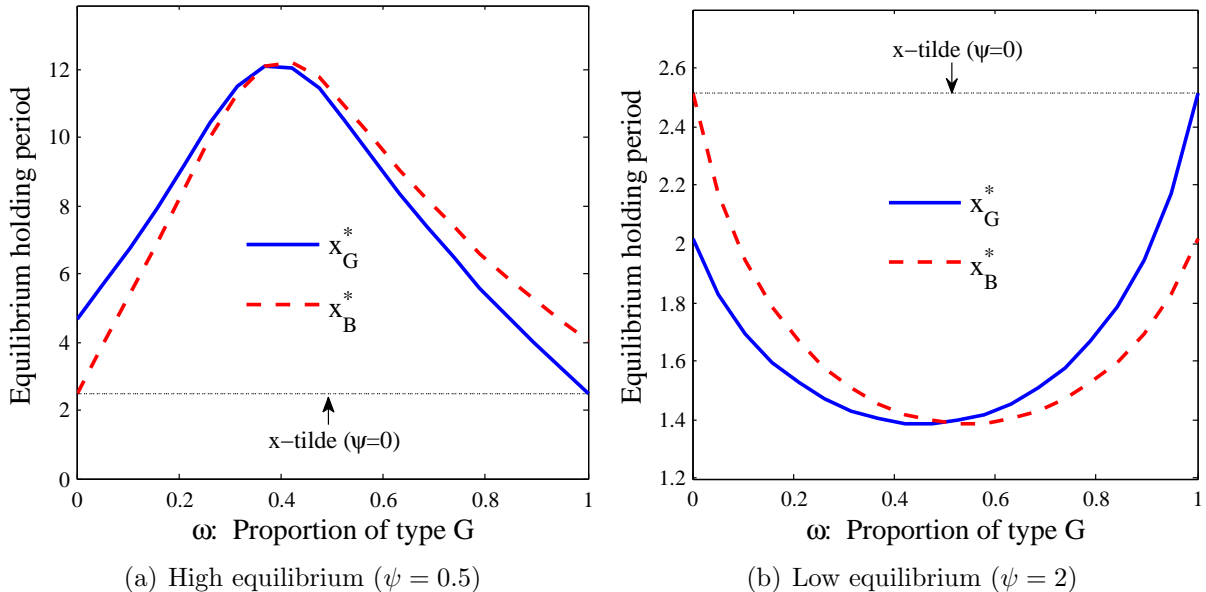 Equilibrium holding period
12
10
8
6
4
2
0
x*G
x*B
x-tilde (ψ=0)
0 0.2 0.4 0.6 0.8 1
ω: Proportion of type G
(a) High equilibrium (ψ = 0.5)
Equilibrium holding period
x-tilde (ψ=0)
2.6
2.4
2.2
2
1.8
1.6
1.4
1.2
x*G
x*B
0 0.2 0.4 0.6 0.8 1
ω: Proportion of type G
(b) Low equilibrium (ψ = 2)